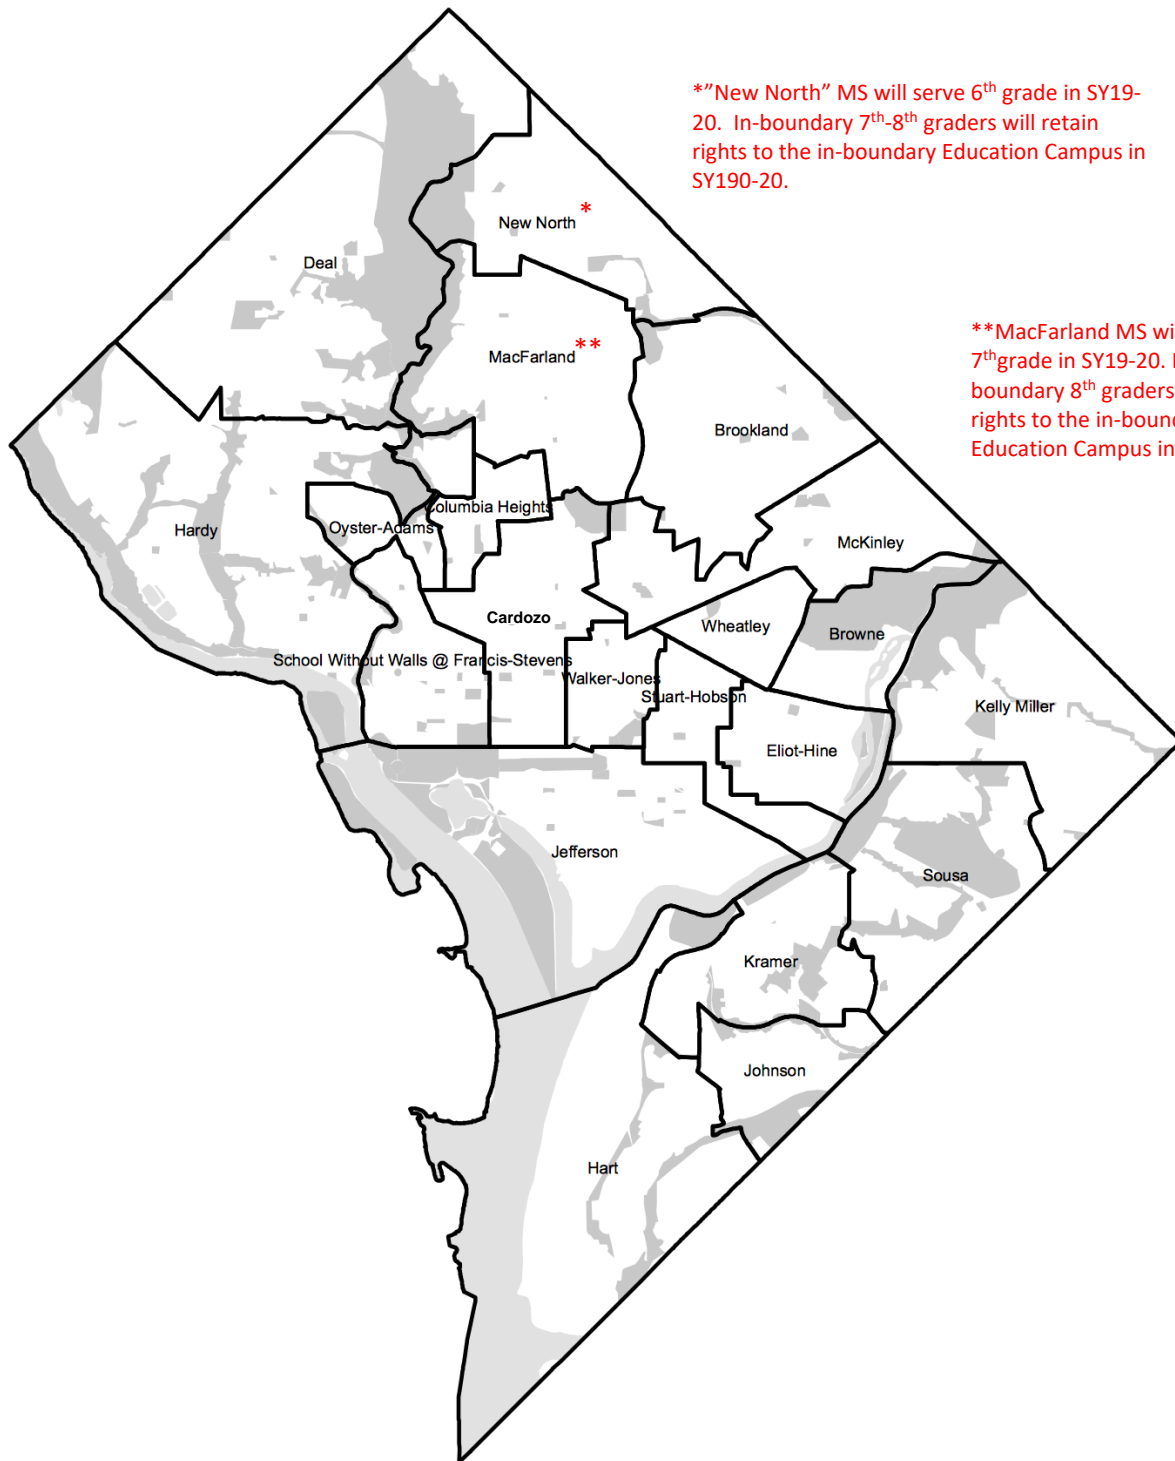 *”New North” MS will serve 6th grade in SY19-
20. In-boundary 7th-8th graders will retain
rights to the in-boundary Education Campus in
SY190-20.
New North *
Deal
**MacFarland MS wi
7thgrade in SY19-20. I
boundary 8th graders
rights to the in-bound
Education Campus in
MacFarland **
Brookland
Columbia Heights
Hardy
Oyster-Adams
McKinley
Cardozo
Wheatley
Browne
School Without Walls @ Francis-Stevens
Walker-Jones
Stuart-Hobson
Kelly Miller
Eliot-Hine
Jefferson
Sousa
Kramer
Johnson
Hart